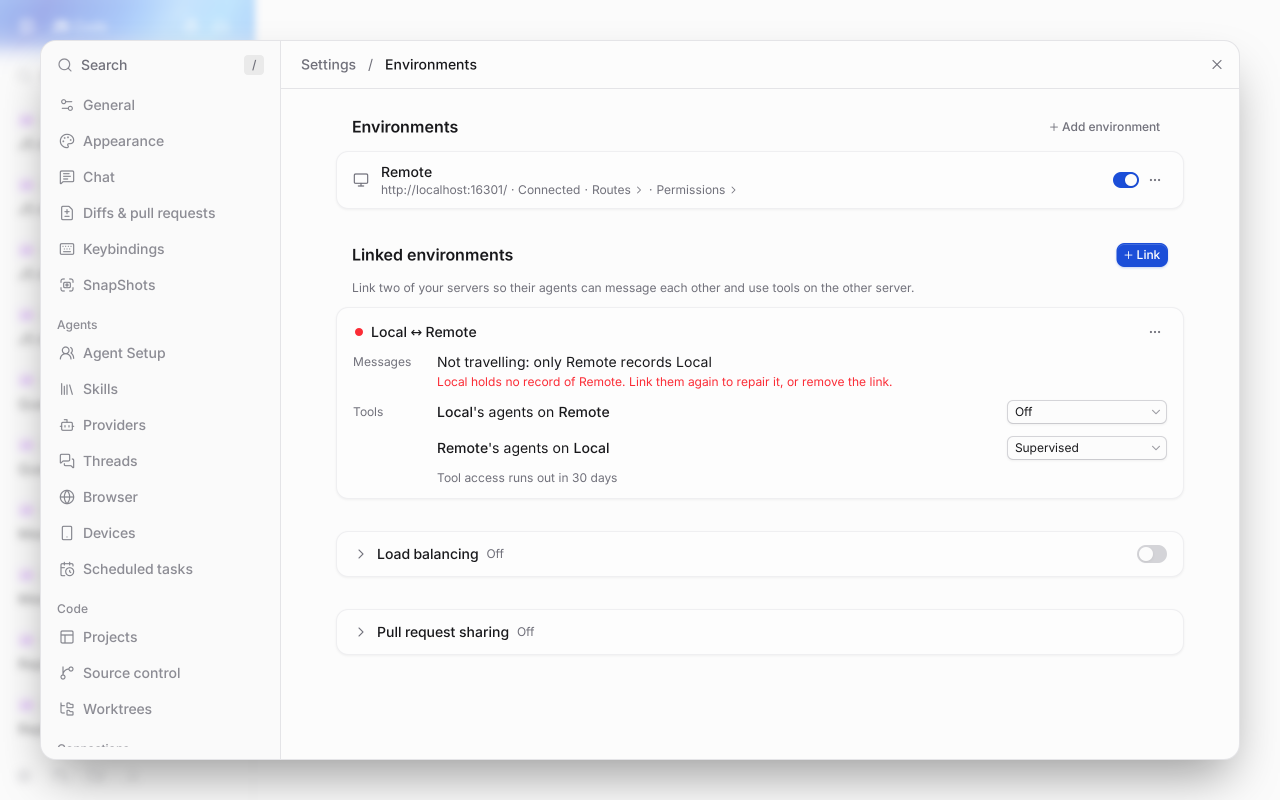 Search
/
General
Appearance
Chat
Diffs & pull requests
Keybindings
SnapShots
Agents
Agent Setup
Skills
Providers
Threads
Browser
Devices
Scheduled tasks
Code
Projects
Source control
Worktrees
Settings / Environments
Environments
+ Add environment
Remote
http://localhost:16301/ · Connected · Routes > · Permissions >
Linked environments
+ Link
Link two of your servers so their agents can message each other and use tools on the other server.
Local ↔ Remote
Messages
Not travelling: only Remote records Local
Local holds no record of Remote. Link them again to repair it, or remove the link.
Tools
Local's agents on Remote
Off
Remote's agents on Local
Supervised
Tool access runs out in 30 days
Load balancing Off
Pull request sharing Off